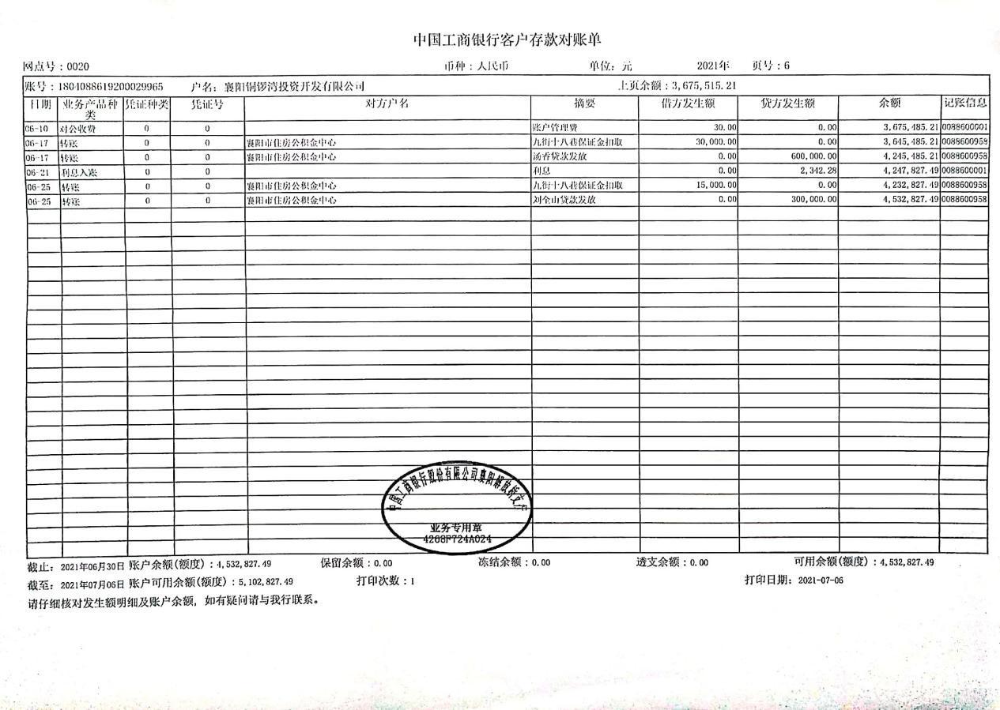 中国工商银行客户存款对账单
网点号：0020 币种：人民币 单位：元 2021年 页号：6
账号：1804088619200029965 户名：襄阳铜锣湾投资开发有限公司 上页余额：3,675,515.21
日期 业务产品种类 凭证种类 凭证号 对方户名 摘要 借方发生额 贷方发生额 余额 记账信息
06-10 对公收费 0 0 账户管理费 30.00 0.00 3,675,485.21 0088600001
06-17 转账 0 0 襄阳市住房公积金中心 九街十八巷保证金扣取 30,000.00 0.00 3,645,485.21 0088600958
06-17 转账 0 0 襄阳市住房公积金中心 汤香贷款发放 0.00 600,000.00 4,245,485.21 0088600958
06-21 利息入账 0 0 利息 0.00 2,342.28 4,247,827.49 0088600001
06-25 转账 0 0 襄阳市住房公积金中心 九街十八巷保证金扣取 15,000.00 0.00 4,232,827.49 0088600958
06-25 转账 0 0 襄阳市住房公积金中心 刘全山贷款发放 0.00 300,000.00 4,532,827.49 0088600958
中国工商银行股份有限公司襄阳解放桥支行
业务专用章
4208F724A024
截止：2021年06月30日 账户余额(额度)：4,532,827.49 保留余额：0.00 冻结余额：0.00 透支余额：0.00 可用余额(额度)：4,532,827.49
截至：2021年07月06日 账户可用余额(额度)：5,102,827.49 打印次数：1 打印日期：2021-07-06
请仔细核对发生额明细及账户余额，如有疑问请与我行联系。